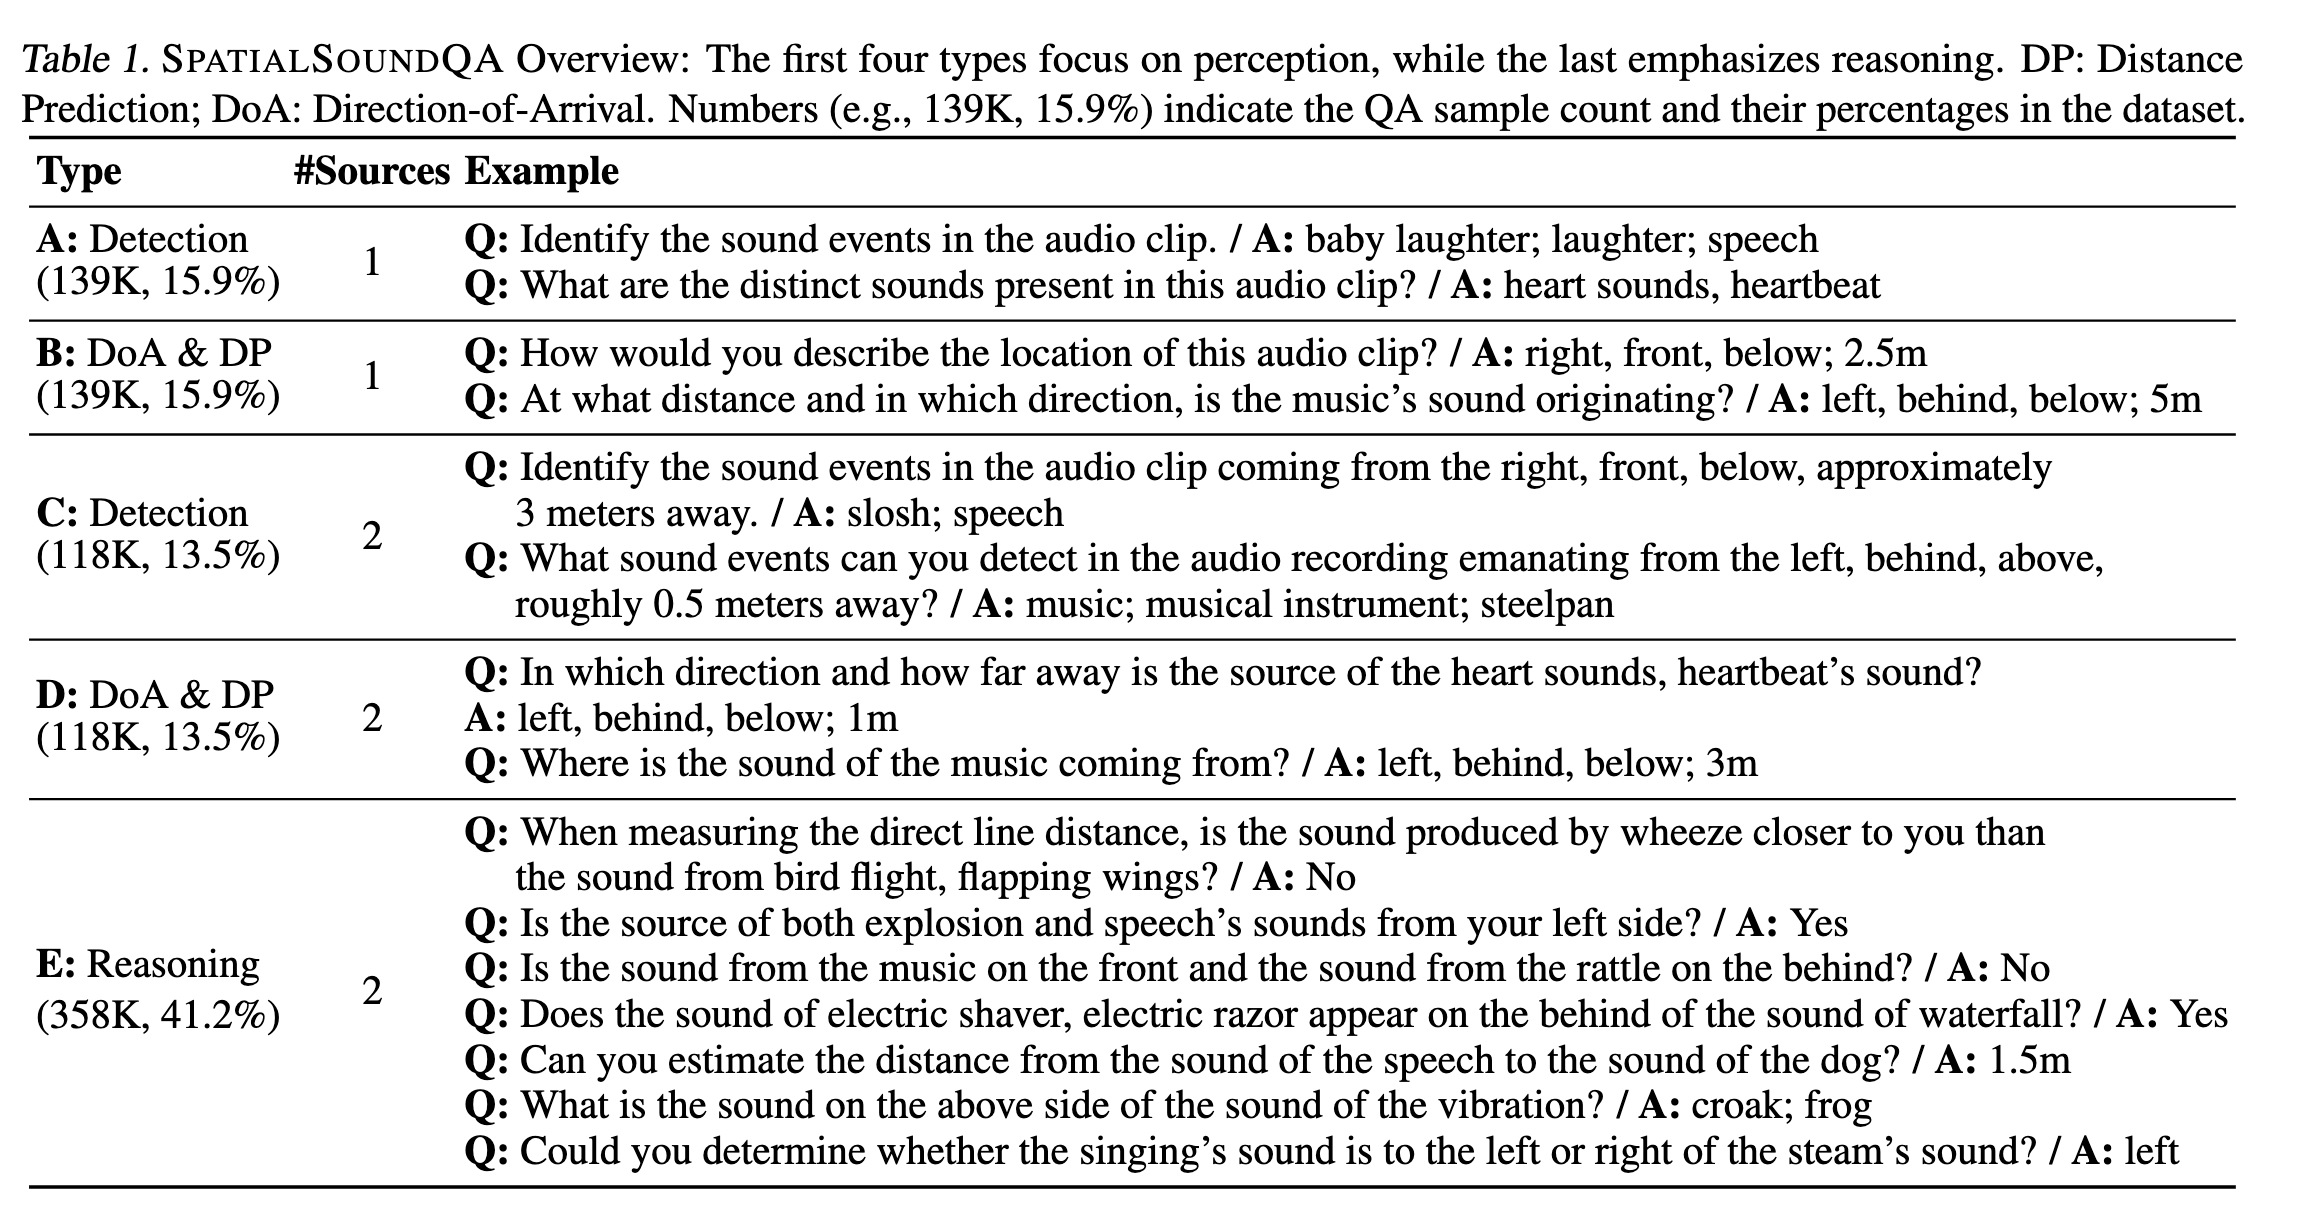 Table 1. SPATIALSOUNDQA Overview: The first four types focus on perception, while the last emphasizes reasoning. DP: Distance
Prediction; DoA: Direction-of-Arrival. Numbers (e.g., 139K, 15.9%) indicate the QA sample count and their percentages in the dataset.
Type #Sources Example
A: Detection
(139K, 15.9%)
1
Q: Identify the sound events in the audio clip. / A: baby laughter; laughter; speech
Q: What are the distinct sounds present in this audio clip? / A: heart sounds, heartbeat
B: DoA & DP
(139K, 15.9%)
1
Q: How would you describe the location of this audio clip? / A: right, front, below; 2.5m
Q: At what distance and in which direction, is the music’s sound originating? / A: left, behind, below; 5m
C: Detection
(118K, 13.5%)
2
Q: Identify the sound events in the audio clip coming from the right, front, below, approximately
3 meters away. / A: slosh; speech
Q: What sound events can you detect in the audio recording emanating from the left, behind, above,
roughly 0.5 meters away? / A: music; musical instrument; steelpan
D: DoA & DP
(118K, 13.5%)
2
Q: In which direction and how far away is the source of the heart sounds, heartbeat’s sound?
A: left, behind, below; 1m
Q: Where is the sound of the music coming from? / A: left, behind, below; 3m
E: Reasoning
(358K, 41.2%)
2
Q: When measuring the direct line distance, is the sound produced by wheeze closer to you than
the sound from bird flight, flapping wings? / A: No
Q: Is the source of both explosion and speech’s sounds from your left side? / A: Yes
Q: Is the sound from the music on the front and the sound from the rattle on the behind? / A: No
Q: Does the sound of electric shaver, electric razor appear on the behind of the sound of waterfall? / A: Yes
Q: Can you estimate the distance from the sound of the speech to the sound of the dog? / A: 1.5m
Q: What is the sound on the above side of the sound of the vibration? / A: croak; frog
Q: Could you determine whether the singing’s sound is to the left or right of the steam’s sound? / A: left